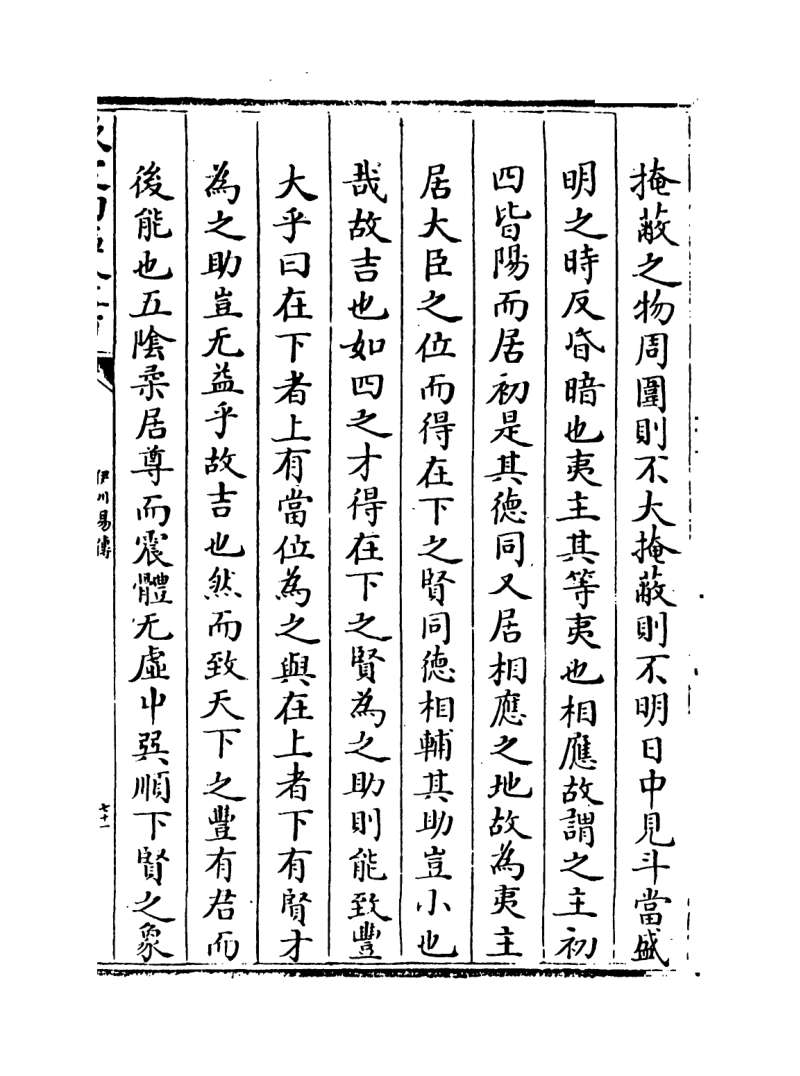 掩蔽之物周圍則不大掩蔽則不明日中見斗當盛
明之時反昏暗也夷主其等夷也相應故謂之主初
四皆陽而居初是其德同又居相應之地故為夷主
居大臣之位而得在下之賢同德相輔其助豈小也
哉故吉也如四之才得在下之賢為之助則能致豐
大乎曰在下者上有當位為之與在上者下有賢才
為之助豈无益乎故吉也然而致天下之豐有君而
後能也五陰柔居尊而震體无虛中巽順下賢之象
伊川易傳
七十一